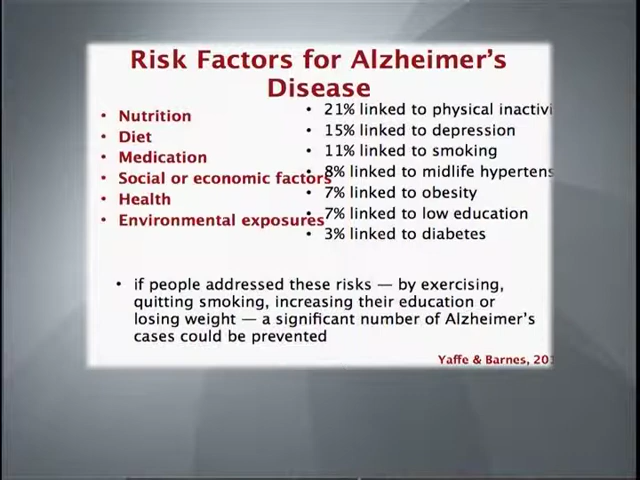 Risk Factors for Alzheimer's
Disease
• Nutrition
• Diet
• Medication
• Social or economic factors
• Health
• Environmental exposures
• 21% linked to physical inactivi
• 15% linked to depression
• 11% linked to smoking
• 8% linked to midlife hypertens
• 7% linked to obesity
• 7% linked to low education
• 3% linked to diabetes
• if people addressed these risks — by exercising,
quitting smoking, increasing their education or
losing weight — a significant number of Alzheimer's
cases could be prevented
Yaffe & Barnes, 201